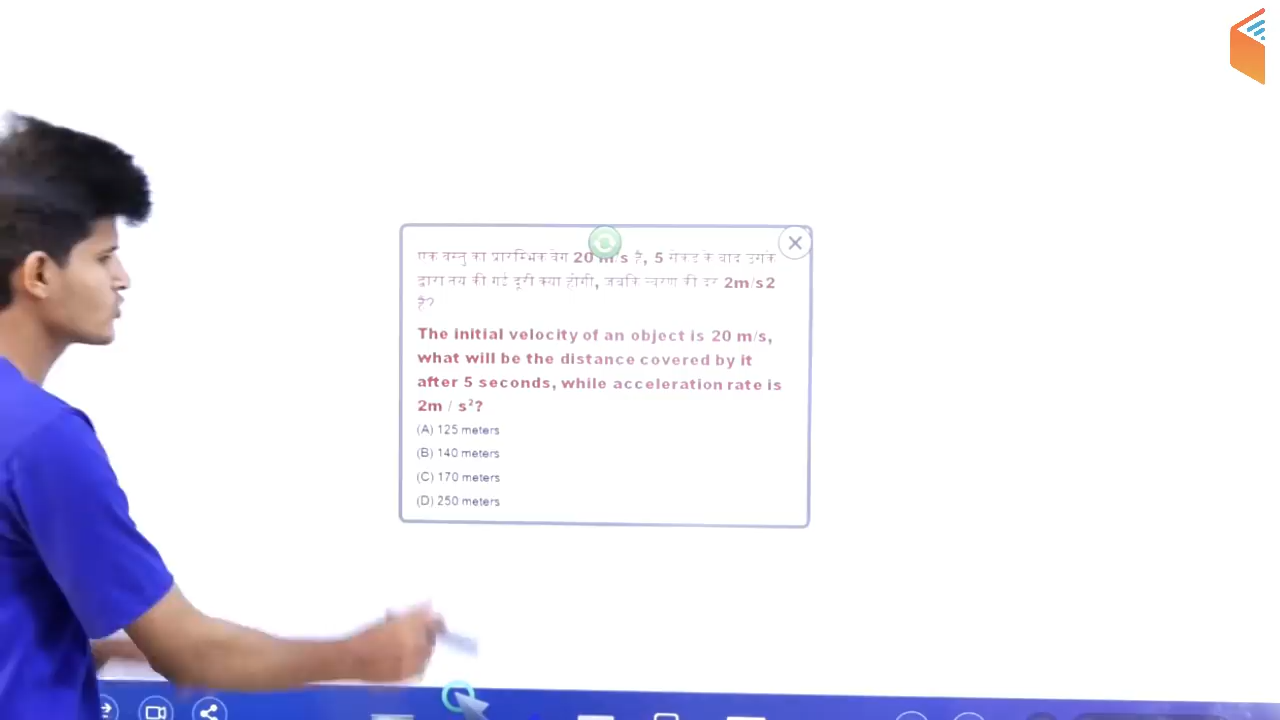 एक वस्तु का प्रारम्भिक वेग 20 m/s है, 5 सेकंड के बाद उसके
द्वारा तय की गई दूरी क्या होगी, जबकि त्वरण की दर 2m/s2
है?
The initial velocity of an object is 20 m/s,
what will be the distance covered by it
after 5 seconds, while acceleration rate is
2m / s²?
(A) 125 meters
(B) 140 meters
(C) 170 meters
(D) 250 meters